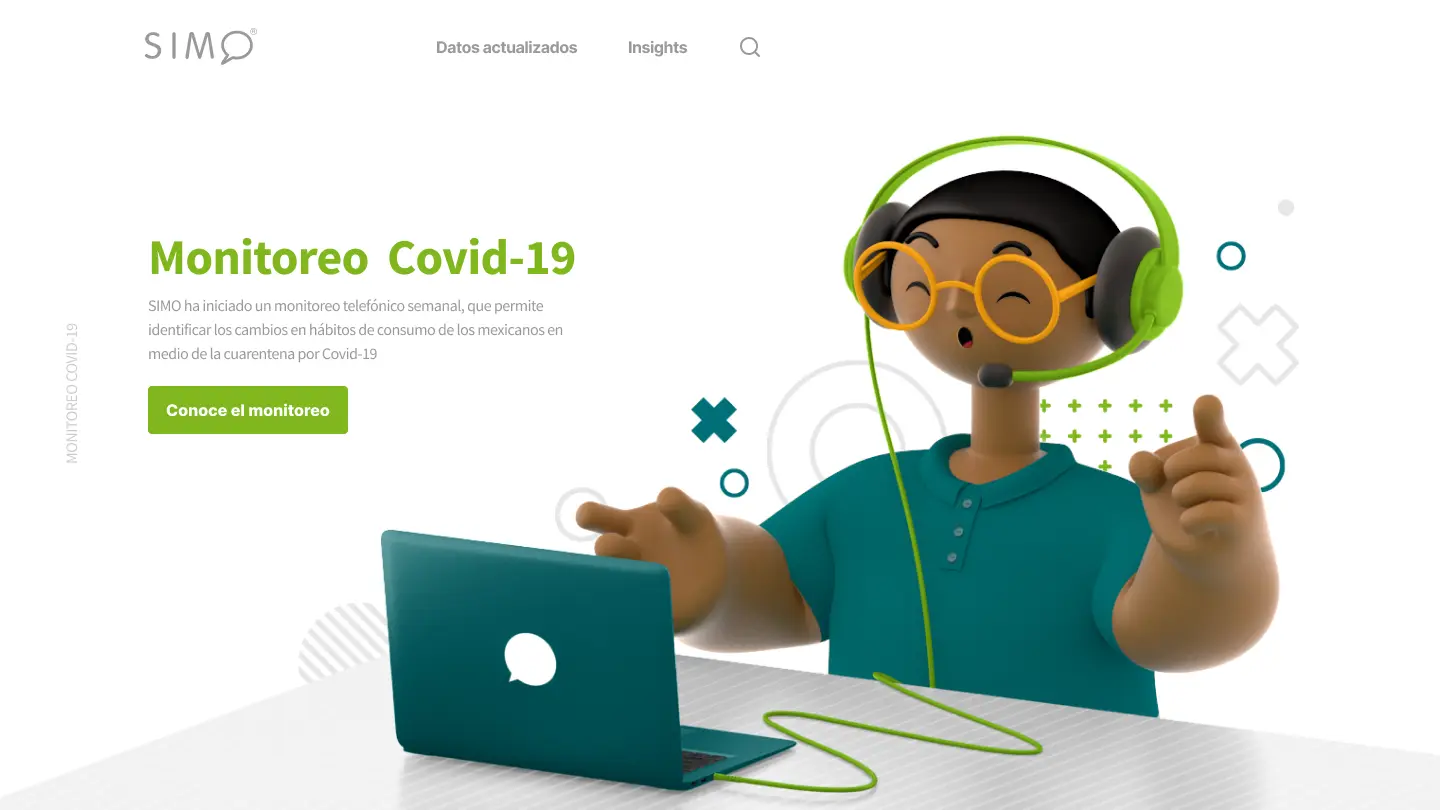 SIMO®
Datos actualizados
Insights
Monitoreo Covid-19
SIMO ha iniciado un monitoreo telefónico semanal, que permite
identificar los cambios en hábitos de consumo de los mexicanos en
medio de la cuarentena por Covid-19
Conoce el monitoreo
MONITOREO COVID-19